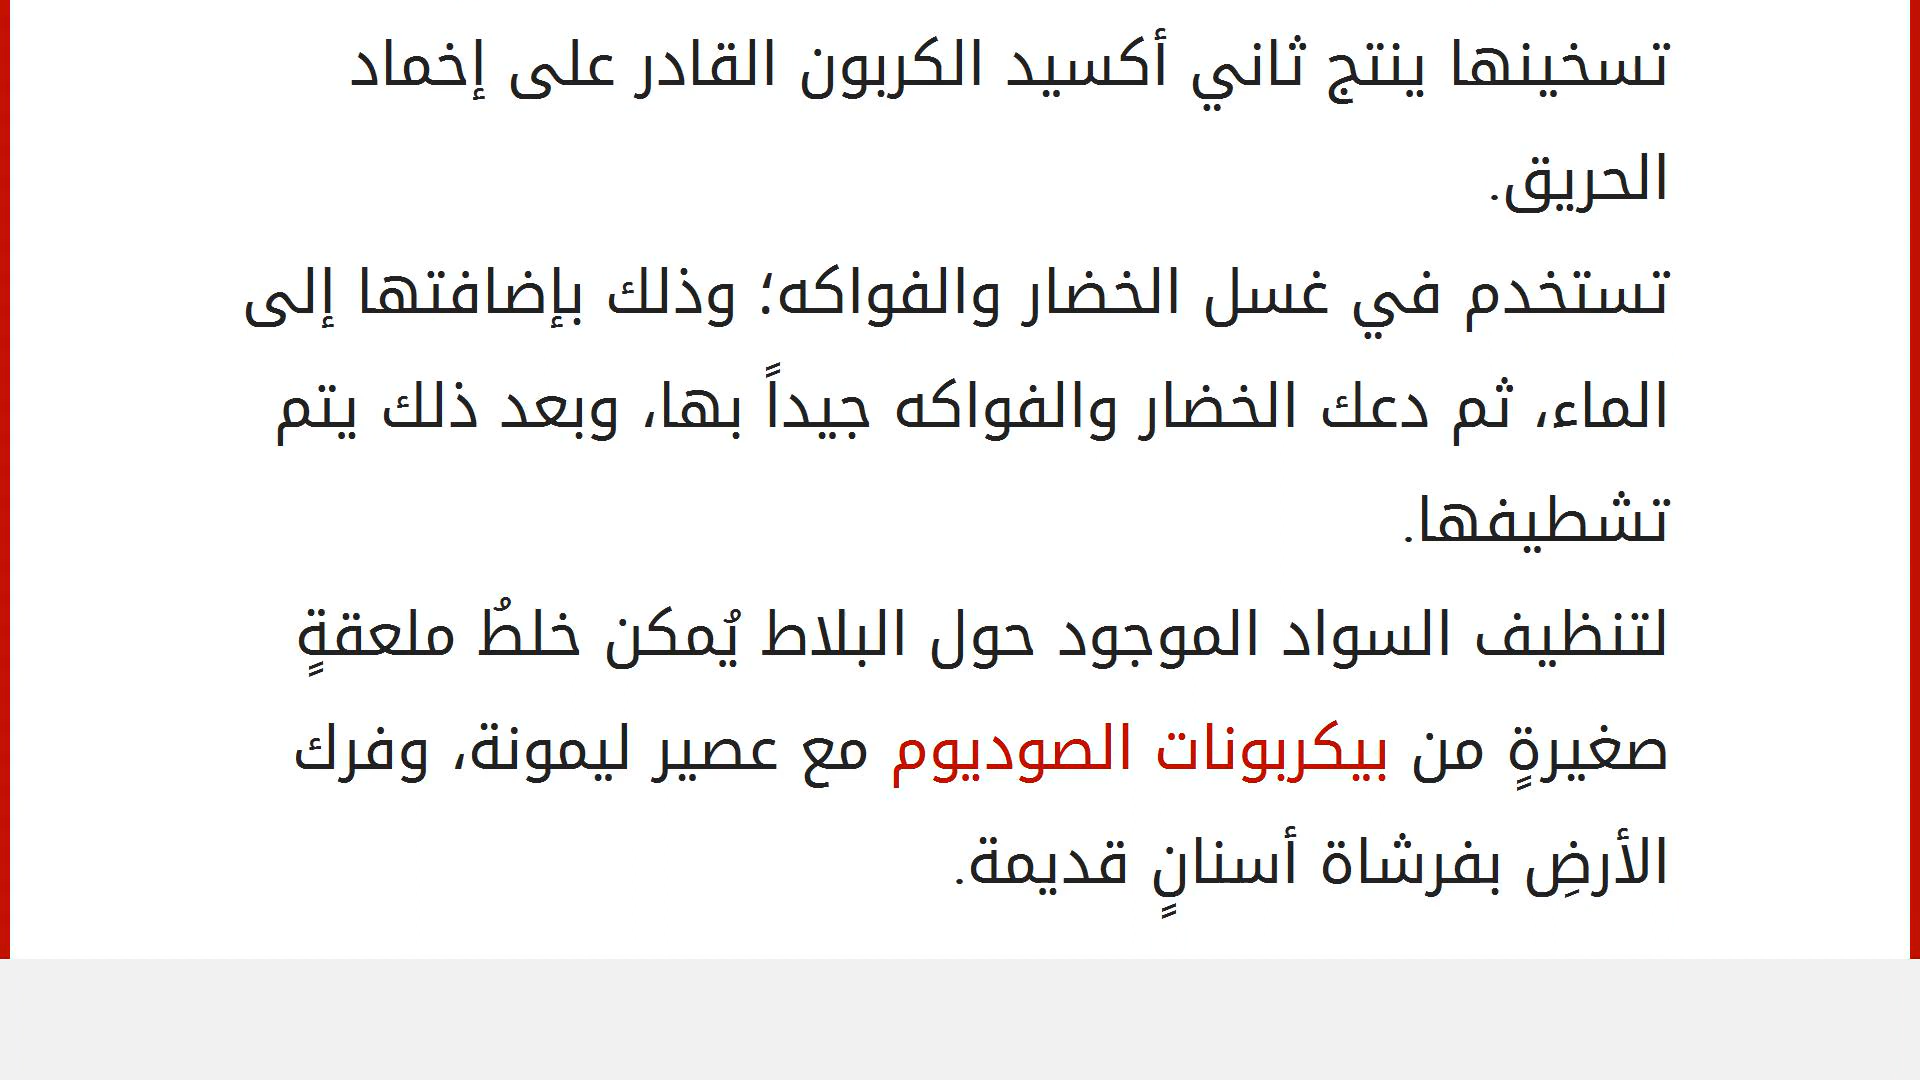 تسخينها ينتج ثاني أكسيد الكربون القادر على إخماد
الحريق.
تستخدم في غسل الخضار والفواكه؛ وذلك بإضافتها إلى
الماء، ثم دعك الخضار والفواكه جيداً بها، وبعد ذلك يتم
تشطيفها.
لتنظيف السواد الموجود حول البلاط يُمكن خلطُ ملعقةٍ
صغيرةٍ من بيكربونات الصوديوم مع عصير ليمونة، وفرك
الأرضِ بفرشاة أسنانٍ قديمة.